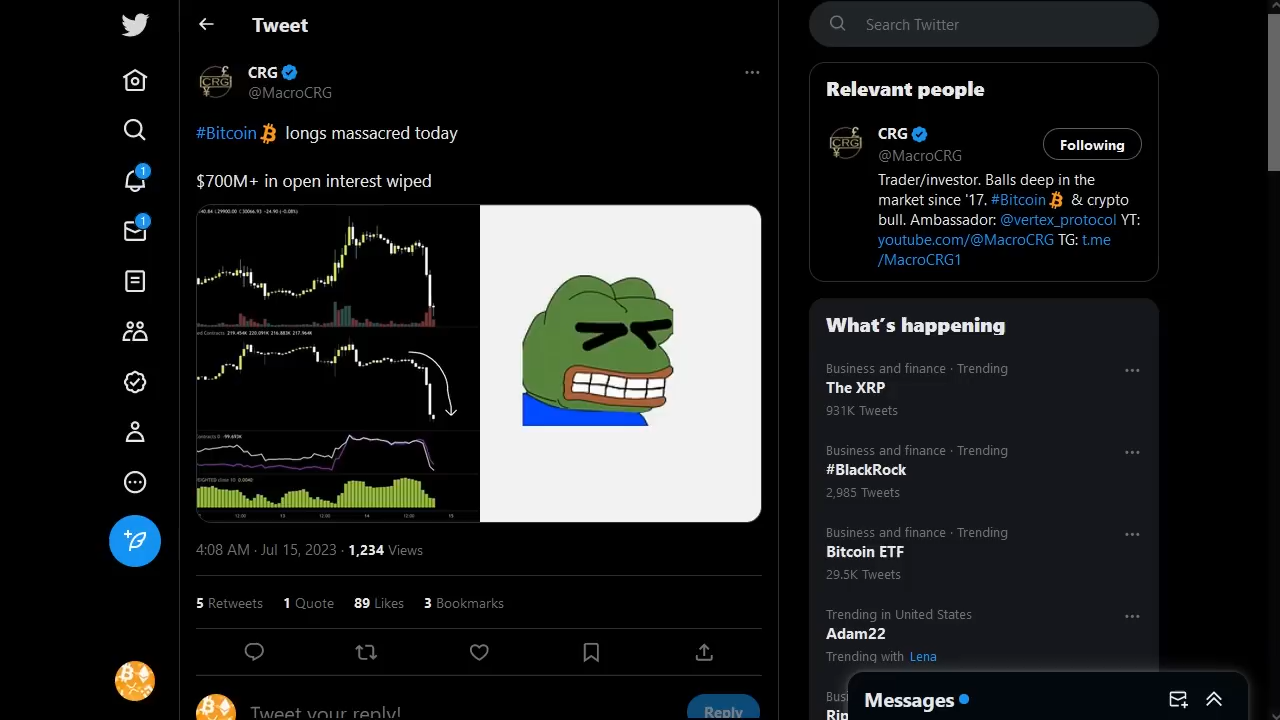 Tweet
CRG
@MacroCRG
#Bitcoin longs massacred today
$700M+ in open interest wiped
CRG
4:08 AM · Jul 15, 2023 · 1,234 Views
5 Retweets 1 Quote 89 Likes 3 Bookmarks
Tweet your reply!
Reply
1
1
Search Twitter
Relevant people
CRG
@MacroCRG
Following
Trader/investor. Balls deep in the
market since '17. #Bitcoin & crypto
bull. Ambassador: @vertex_protocol YT:
youtube.com/@MacroCRG TG: t.me
/MacroCRG1
What's happening
Business and finance · Trending
The XRP
931K Tweets
Business and finance · Trending
#BlackRock
2,985 Tweets
Business and finance · Trending
Bitcoin ETF
29.5K Tweets
Trending in United States
Adam22
Trending with Lena
Messages